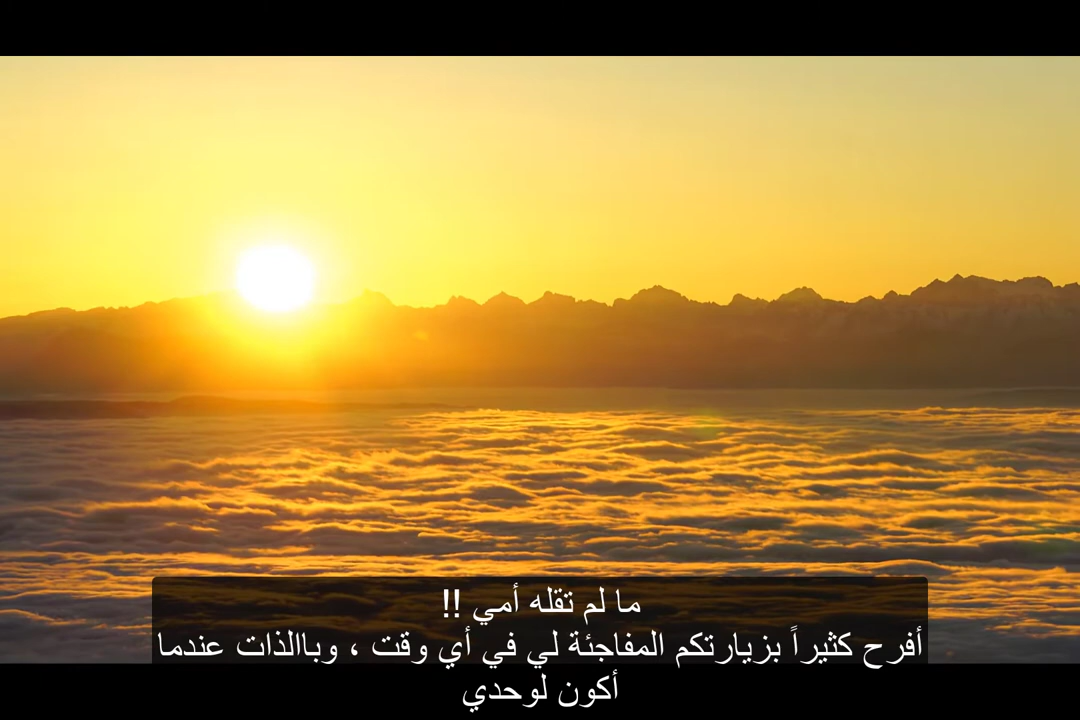 ما لم تقله أمي !!
أفرح كثيراً بزيارتكم المفاجئة لي في أي وقت ، وباالذات عندما
أكون لوحدي